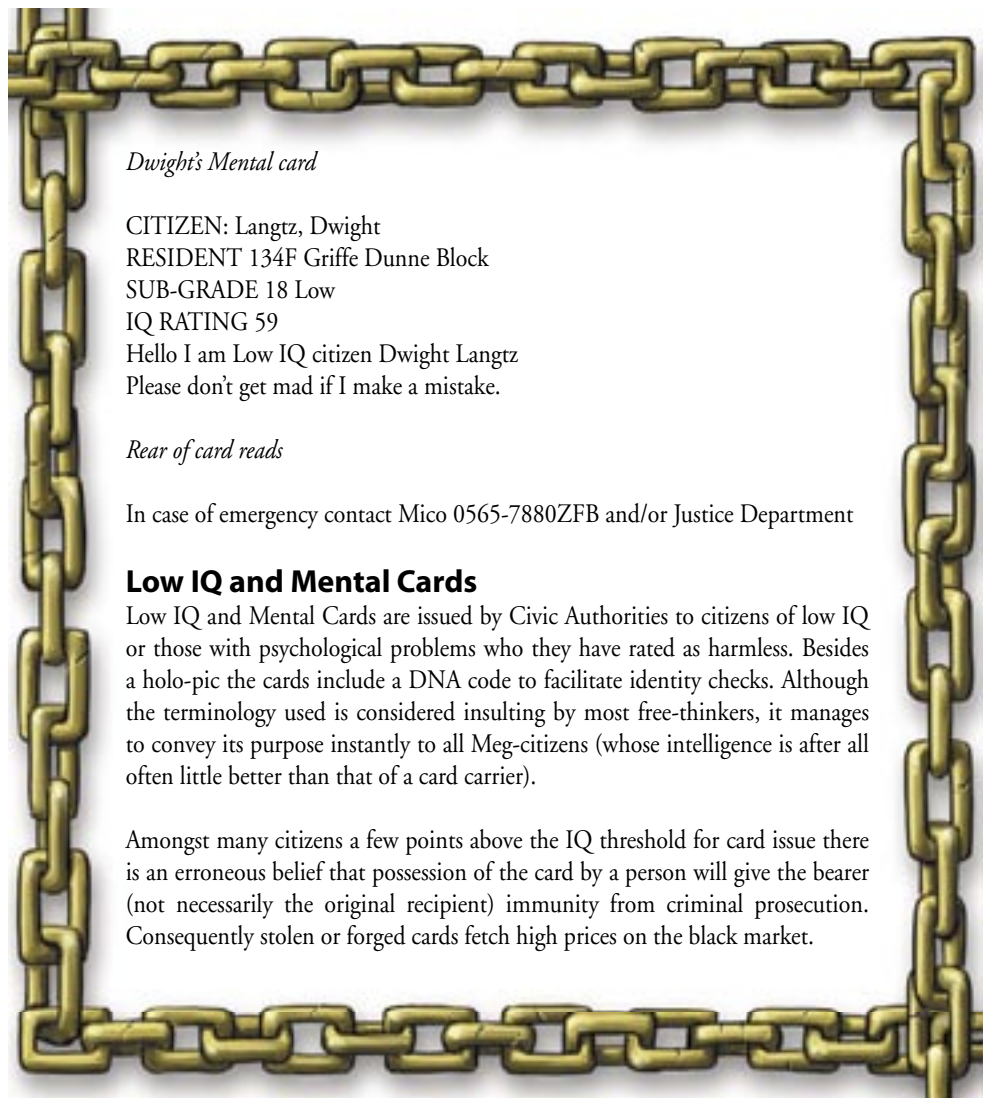 Dwight's Mental card
CITIZEN: Langtz, Dwight
RESIDENT 134F Griffe Dunne Block
SUB-GRADE 18 Low
IQ RATING 59
Hello I am Low IQ citizen Dwight Langtz
Please don't get mad if I make a mistake.
Rear of card reads
In case of emergency contact Mico 0565-7880ZFB and/or Justice Department
Low IQ and Mental Cards
Low IQ and Mental Cards are issued by Civic Authorities to citizens of low IQ
or those with psychological problems who they have rated as harmless. Besides
a holo-pic the cards include a DNA code to facilitate identity checks. Although
the terminology used is considered insulting by most free-thinkers, it manages
to convey its purpose instantly to all Meg-citizens (whose intelligence is after all
often little better than that of a card carrier).
Amongst many citizens a few points above the IQ threshold for card issue there
is an erroneous belief that possession of the card by a person will give the bearer
(not necessarily the original recipient) immunity from criminal prosecution.
Consequently stolen or forged cards fetch high prices on the black market.